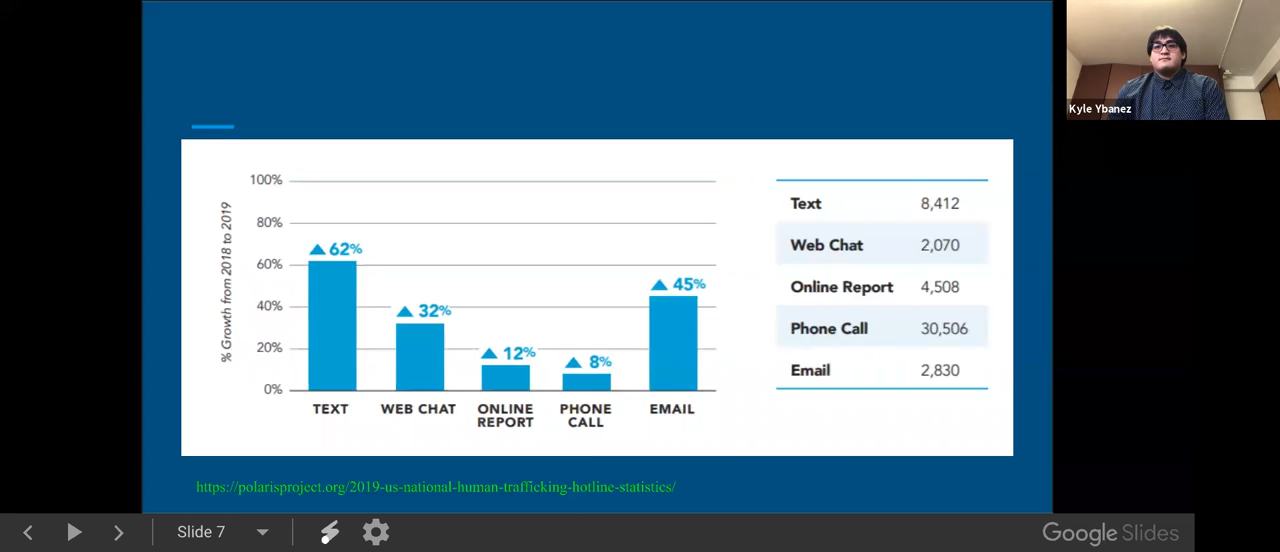 Kyle Ybanez
% Growth from 2018 to 2019
100%
80%
60%
40%
20%
0%
▲ 62%
▲ 32%
▲ 12%
▲ 8%
▲ 45%
TEXT
WEB CHAT
ONLINE
REPORT
PHONE
CALL
EMAIL
Text 8,412
Web Chat 2,070
Online Report 4,508
Phone Call 30,506
Email 2,830
https://polarisproject.org/2019-us-national-human-trafficking-hotline-statistics/
Slide 7
Google Slides